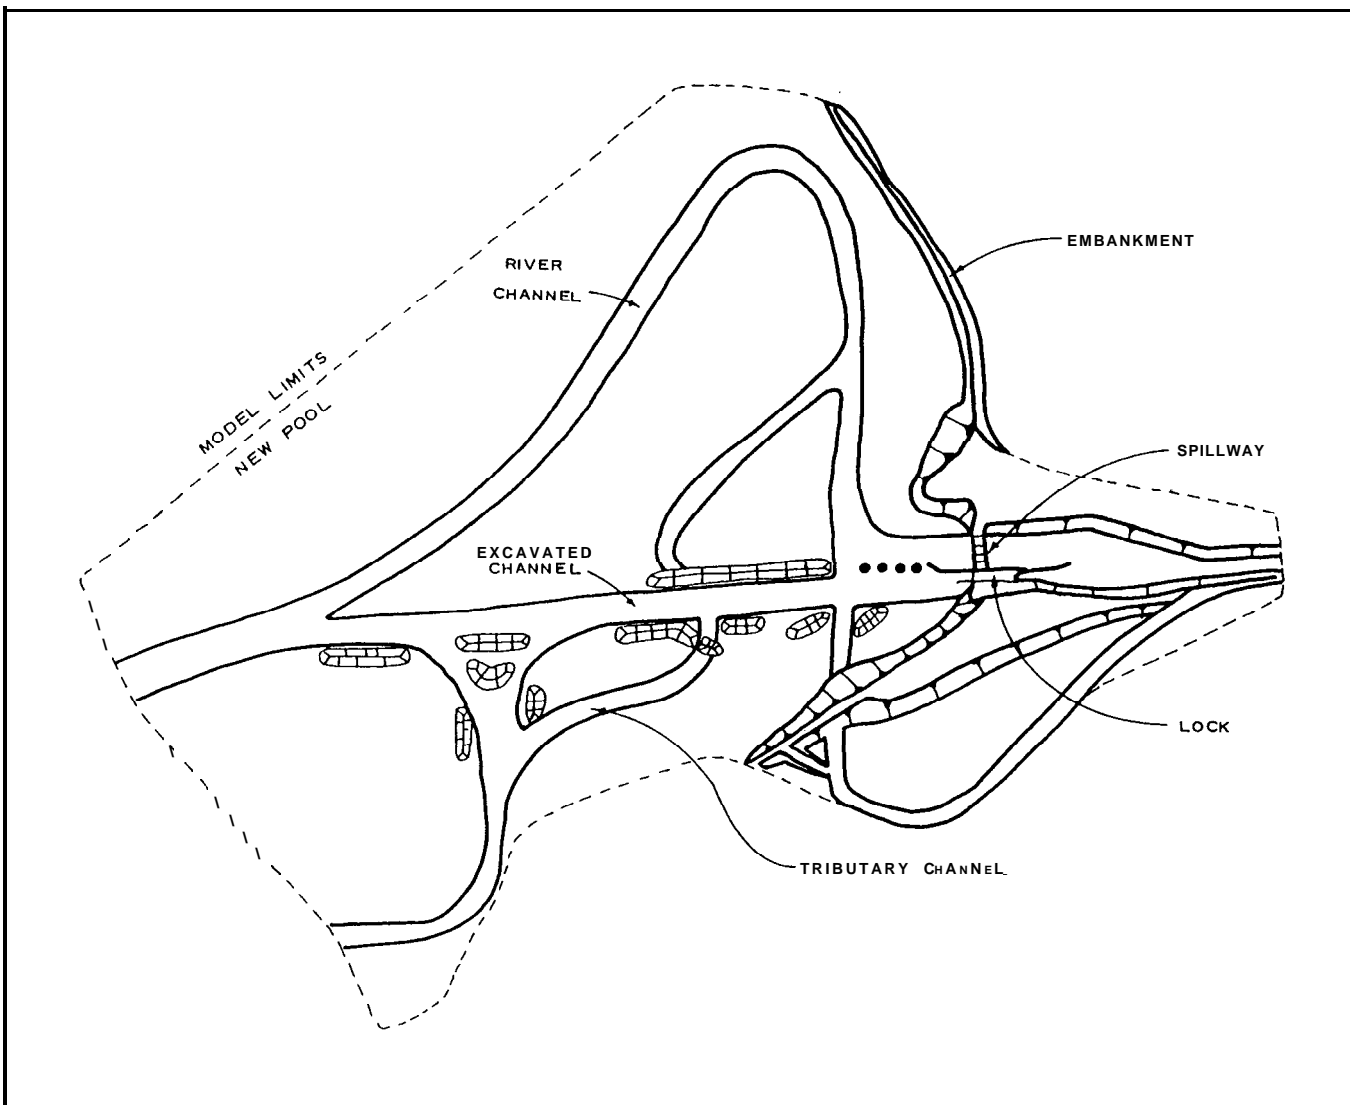 EMBANKMENT
RIVER
CHANNEL
MODEL LIMITS
NEW POOL
SPILLWAY
EXCAVATED
CHANNEL
LOCK
TRIBUTARY CHANNEL